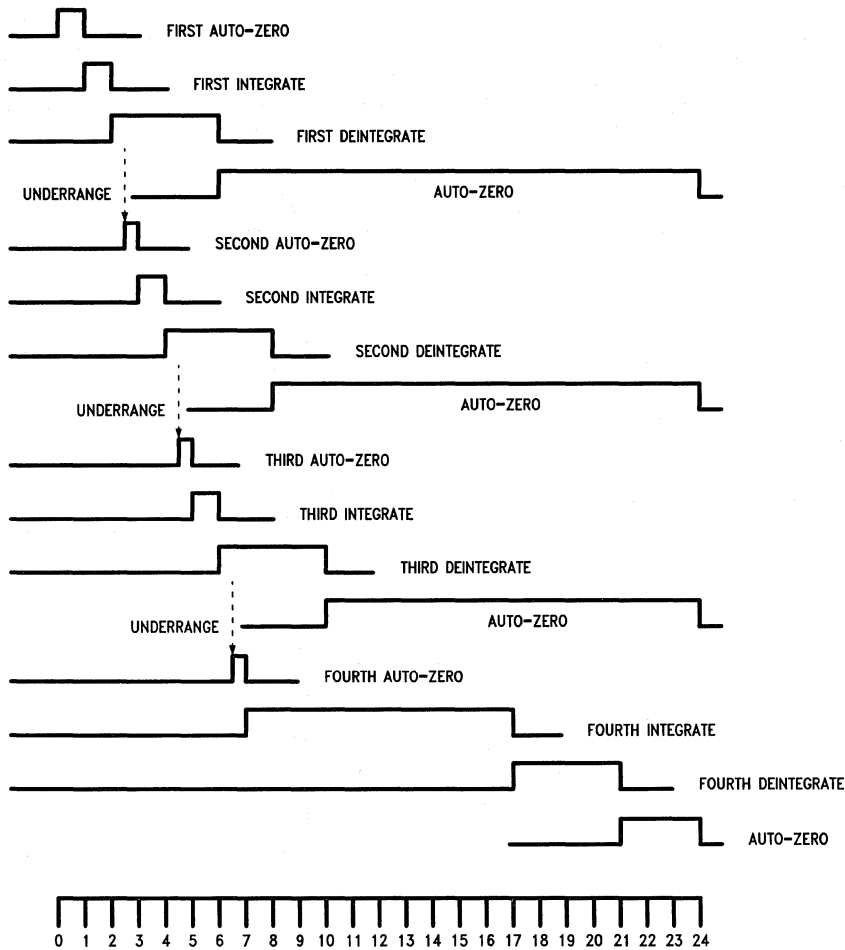 FIRST AUTO-ZERO
FIRST INTEGRATE
FIRST DEINTEGRATE
UNDERRANGE
AUTO-ZERO
SECOND AUTO-ZERO
SECOND INTEGRATE
SECOND DEINTEGRATE
UNDERRANGE
AUTO-ZERO
THIRD AUTO-ZERO
THIRD INTEGRATE
THIRD DEINTEGRATE
UNDERRANGE
AUTO-ZERO
FOURTH AUTO-ZERO
FOURTH INTEGRATE
FOURTH DEINTEGRATE
AUTO-ZERO
0 1 2 3 4 5 6 7 8 9 10 11 12 13 14 15 16 17 18 19 20 21 22 23 24